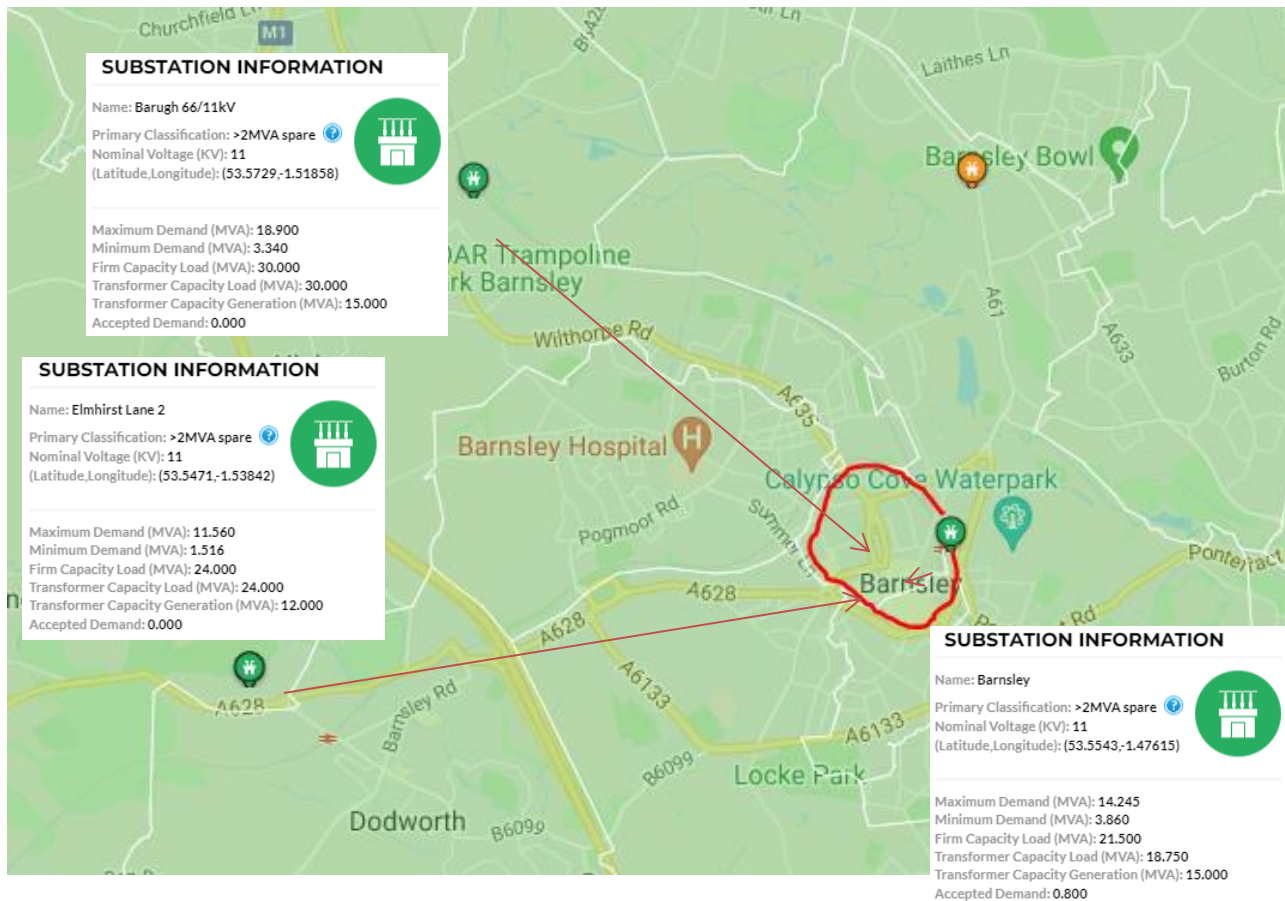 Churchfield Ln
M1
Laithes Ln
SUBSTATION INFORMATION
Name: Barugh 66/11kV
Primary Classification: >2MVA spare ?
Nominal Voltage (KV): 11
(Latitude,Longitude): (53.5729,-1.51858)
Maximum Demand (MVA): 18.900
Minimum Demand (MVA): 3.340
Firm Capacity Load (MVA): 30.000
Transformer Capacity Load (MVA): 30.000
Transformer Capacity Generation (MVA): 15.000
Accepted Demand: 0.000
Barnsley Bowl
OAR Trampoline
rk Barnsley
Wilthorpe Rd
A61
A633
Burton Rd
SUBSTATION INFORMATION
Name: Elmhirst Lane 2
Primary Classification: >2MVA spare ?
Nominal Voltage (KV): 11
(Latitude,Longitude): (53.5471,-1.53842)
Maximum Demand (MVA): 11.560
Minimum Demand (MVA): 1.516
Firm Capacity Load (MVA): 24.000
Transformer Capacity Load (MVA): 24.000
Transformer Capacity Generation (MVA): 12.000
Accepted Demand: 0.000
A635
Barnsley Hospital H
Calypso Cove Waterpark
Pogmoor Rd
Summer Ln
Pontefract
Barnsley
A628
A628
Rd
A6133
A628
Barnsley Rd
A6133
B6099
Locke Park
Dodworth
B6099
SUBSTATION INFORMATION
Name: Barnsley
Primary Classification: >2MVA spare ?
Nominal Voltage (KV): 11
(Latitude,Longitude): (53.5543,-1.47615)
Maximum Demand (MVA): 14.245
Minimum Demand (MVA): 3.860
Firm Capacity Load (MVA): 21.500
Transformer Capacity Load (MVA): 18.750
Transformer Capacity Generation (MVA): 15.000
Accepted Demand: 0.800